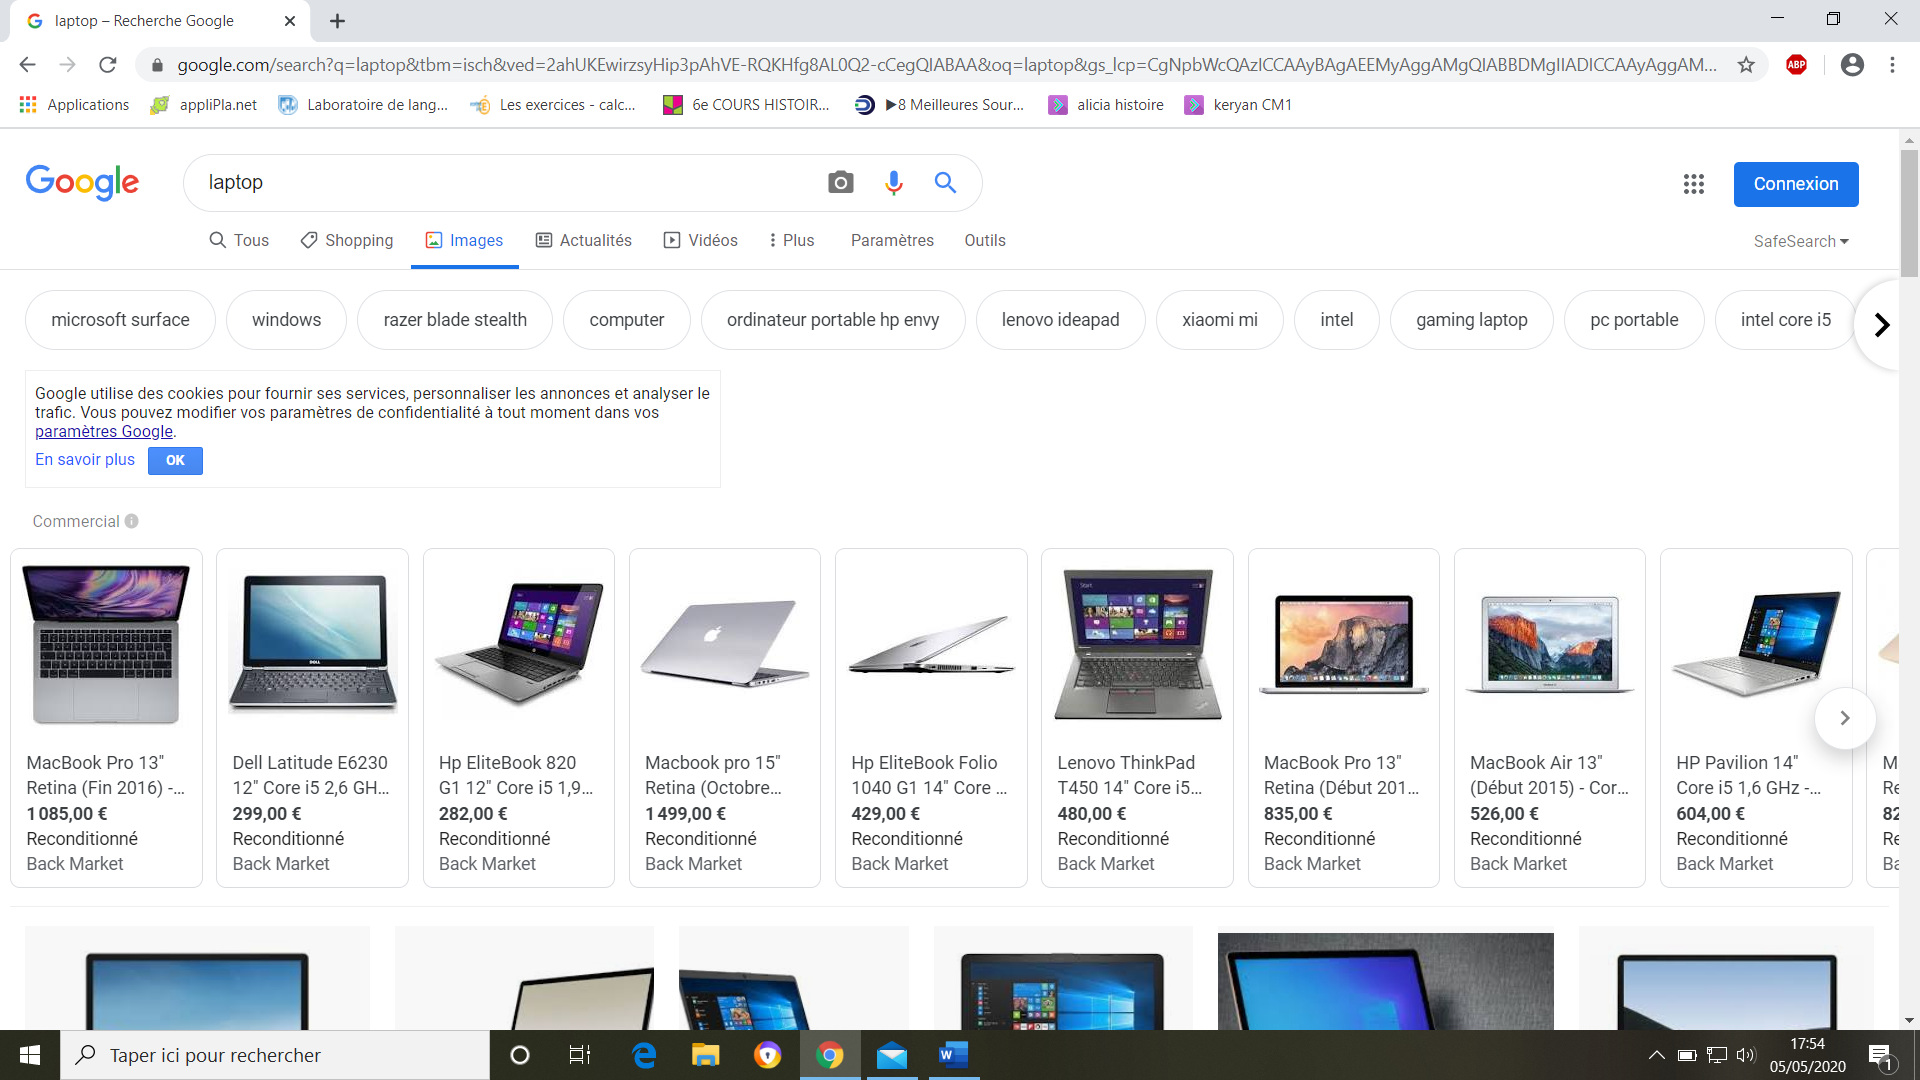 laptop – Recherche Google
google.com/search?q=laptop&tbm=isch&ved=2ahUKEwirzsyHip3pAhVE-RQKHfg8AL0Q2-cCegQIABAA&oq=laptop&gs_lcp=CgNpbWcQAzICCAAyBAgAEEMyAggAMgQIABBDMgIIADICCAAyAggAM...
ABP
Applications
appliPla.net
Laboratoire de lang...
Les exercices - calc...
6e COURS HISTOIR...
▶8 Meilleures Sour...
alicia histoire
keryan CM1
Google
laptop
Connexion
Tous
Shopping
Images
Actualités
Vidéos
Plus
Paramètres
Outils
SafeSearch
microsoft surface
windows
razer blade stealth
computer
ordinateur portable hp envy
lenovo ideapad
xiaomi mi
intel
gaming laptop
pc portable
intel core i5
Google utilise des cookies pour fournir ses services, personnaliser les annonces et analyser le
trafic. Vous pouvez modifier vos paramètres de confidentialité à tout moment dans vos
paramètres Google.
En savoir plus
OK
Commercial
MacBook Pro 13"
Retina (Fin 2016) -...
1 085,00 €
Reconditionné
Back Market
DELL
Dell Latitude E6230
12" Core i5 2,6 GH...
299,00 €
Reconditionné
Back Market
Hp EliteBook 820
G1 12" Core i5 1,9...
282,00 €
Reconditionné
Back Market
Macbook pro 15"
Retina (Octobre...
1 499,00 €
Reconditionné
Back Market
Hp EliteBook Folio
1040 G1 14" Core ...
429,00 €
Reconditionné
Back Market
Start
Lenovo ThinkPad
T450 14" Core i5...
480,00 €
Reconditionné
Back Market
MacBook Pro 13"
Retina (Début 201...
835,00 €
Reconditionné
Back Market
MacBook Air 13"
(Début 2015) - Cor...
526,00 €
Reconditionné
Back Market
HP Pavilion 14"
Core i5 1,6 GHz -...
604,00 €
Reconditionné
Back Market
M
Re
82
Re
Ba
Taper ici pour rechercher
17:54
05/05/2020
1